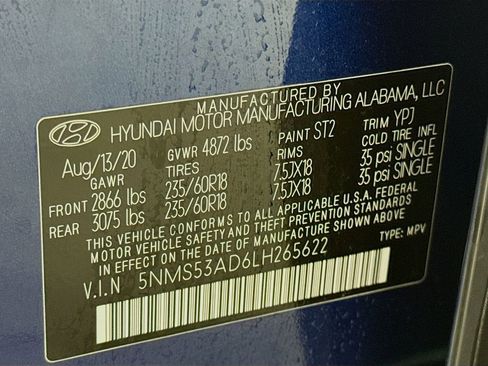 MANUFACTURED BY
HYUNDAI MOTOR MANUFACTURING ALABAMA, LLC
Aug/13/20 GVWR 4872 lbs PAINT ST2 TRIM YPJ
GAWR TIRES RIMS COLD TIRE INFL
FRONT 2866 lbs 235/60R18 7.5JX18 35 psi SINGLE
REAR 3075 lbs 235/60R18 7.5JX18 35 psi SINGLE
THIS VEHICLE CONFORMS TO ALL APPLICABLE U.S.A. FEDERAL
MOTOR VEHICLE SAFETY AND THEFT PREVENTION STANDARDS
IN EFFECT ON THE DATE OF MANUFACTURE SHOWN ABOVE.
V.I.N 5NMS53AD6LH265622 TYPE: MPV